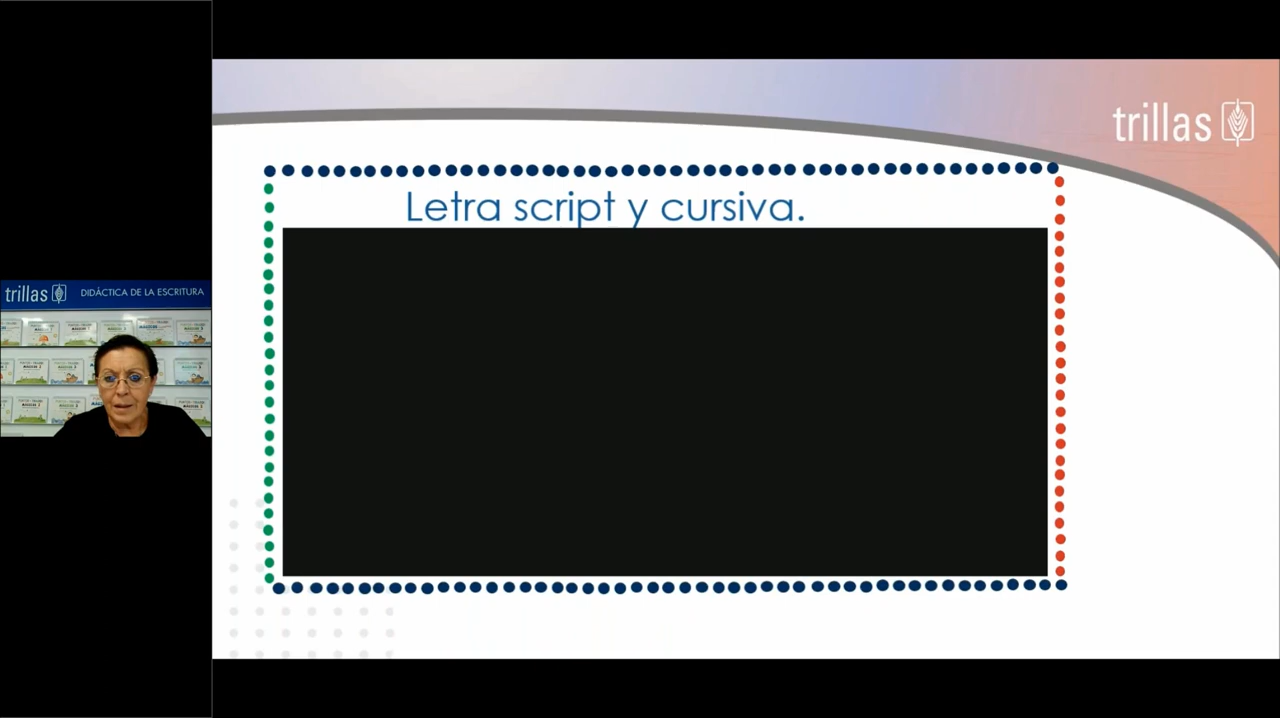 trillas
Letra script y cursiva.
trillas DIDÁCTICA DE LA ESCRITURA